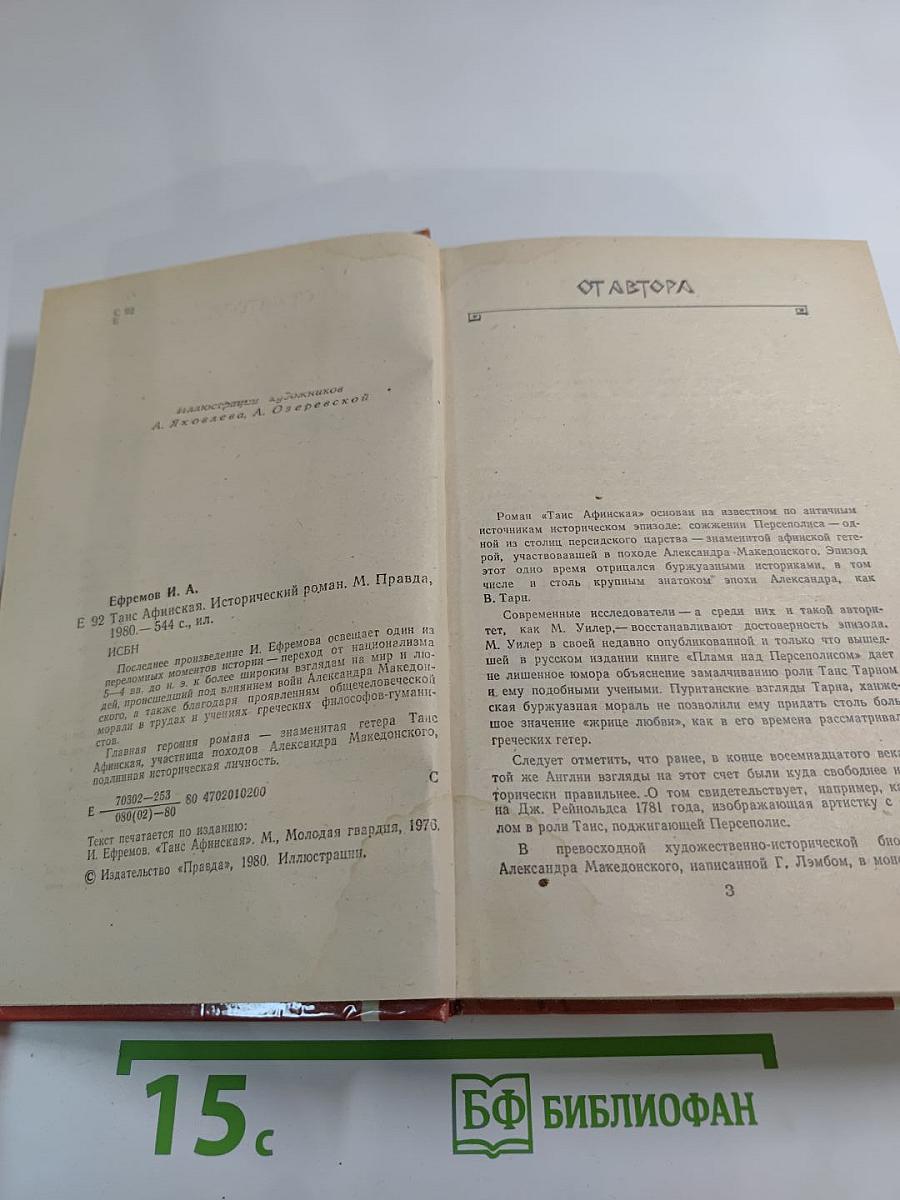 С 92
Е
Иллюстрации художников
А. Яковлева, А. Озеревской
Ефремов И. А.
Е 92 Таис Афинская. Исторический роман. М. Правда,
1980.— 544 с., ил.
ИСБН
Последнее произведение И. Ефремова освещает один из
переломных моментов истории — переход от национализма
5—4 вв. до н. э. к более широким взглядам на мир и лю-
дей, происшедший под влиянием войн Александра Македон-
ского, а также благодаря проявлениям общечеловеческой
морали в трудах и учениях греческих философов-гумани-
стов.
Главная героиня романа — знаменитая гетера Таис
Афинская, участница походов Александра Македонского,
подлинная историческая личность.
С
Е 70302—253
080(02)—80 80 4702010200
Текст печатается по изданию:
И. Ефремов. «Таис Афинская». М., Молодая гвардия, 1976.
© Издательство «Правда», 1980. Иллюстрации.
ОТ АВТОРА
Роман «Таис Афинская» основан на известном по античным
источникам историческом эпизоде: сожжении Персеполиса — од-
ной из столиц персидского царства — знаменитой афинской гете-
рой, участвовавшей в походе Александра Македонского. Эпизод
этот одно время отрицался буржуазными историками, в том
числе и столь крупным знатоком эпохи Александра, как
В. Тарн.
Современные исследователи — а среди них и такой автори-
тет, как М. Уилер,— восстанавливают достоверность эпизода.
М. Уилер в своей недавно опубликованной и только что вышед-
шей в русском издании книге «Пламя над Персеполисом» дает
не лишенное юмора объяснение замалчиванию роли Таис Тарном
и ему подобными учеными. Пуританские взгляды Тарна, ханже-
ская буржуазная мораль не позволили ему придать столь боль
шое значение «жрице любви», как в его времена рассматривал
греческих гетер.
Следует отметить, что ранее, в конце восемнадцатого века
той же Англии взгляды на этот счет были куда свободнее и
торически правильнее. О том свидетельствует, например, ка
на Дж. Рейнольдса 1781 года, изображающая артистку с
лом в роли Таис, поджигающей Персеполис.
В превосходной художественно-исторической био
Александра Македонского, написанной Г. Лэмбом, в моно
3
15 с
БФ БИБЛИОФАН